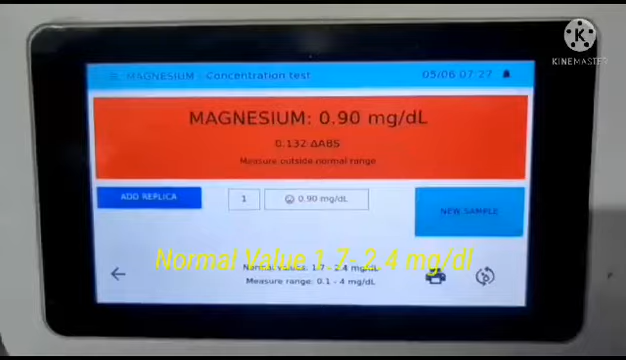 KINEMASTER
MAGNESIUM - Concentration test 05/06 07:27
MAGNESIUM: 0.90 mg/dL
0.132 ΔABS
Measure outside normal range
ADD REPLICA 1 0.90 mg/dL NEW SAMPLE
Normal Value 1.7- 2.4 mg/dl
Normal values: 1.7 - 2.4 mg/dL
Measure range: 0.1 - 4 mg/dL